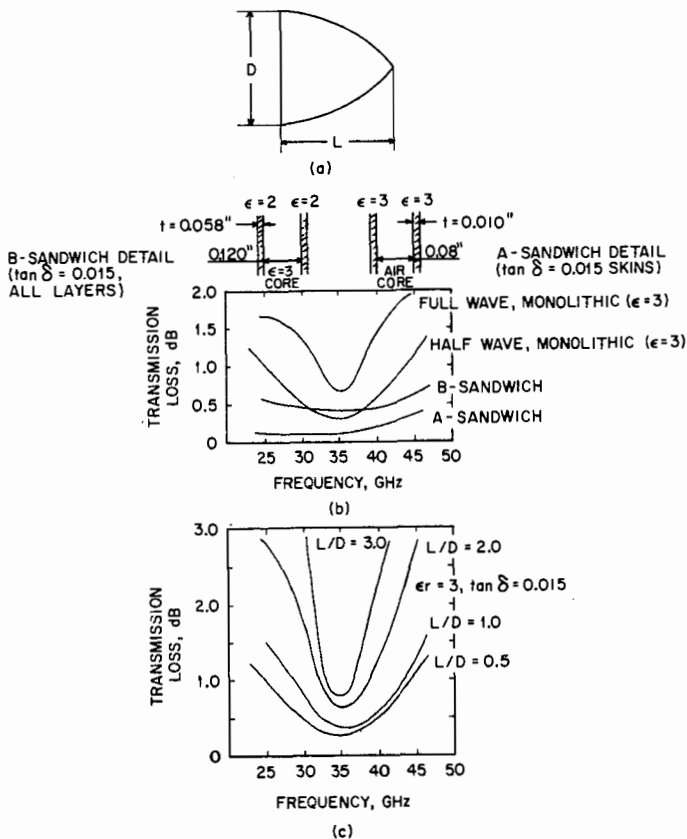 D
L
(a)
ϵ=2 ϵ=2 ϵ=3 ϵ=3
t=0.058" t=0.010"
B-SANDWICH DETAIL
(tan δ = 0.015,
ALL LAYERS)
0.120"
ϵ=3
CORE
AIR
CORE
0.08"
A-SANDWICH DETAIL
(tan δ = 0.015 SKINS)
2.0
1.5
1.0
0.5
0
TRANSMISSION
LOSS, dB
FULL WAVE, MONOLITHIC (ϵ=3)
HALF WAVE, MONOLITHIC (ϵ=3)
B-SANDWICH
A-SANDWICH
25 30 35 40 45 50
FREQUENCY, GHz
(b)
3.0
2.0
1.0
0
TRANSMISSION
LOSS, dB
L/D = 3.0
L/D = 2.0
ϵr = 3, tan δ = 0.015
L/D = 1.0
L/D = 0.5
25 30 35 40 45 50
FREQUENCY, GHz
(c)